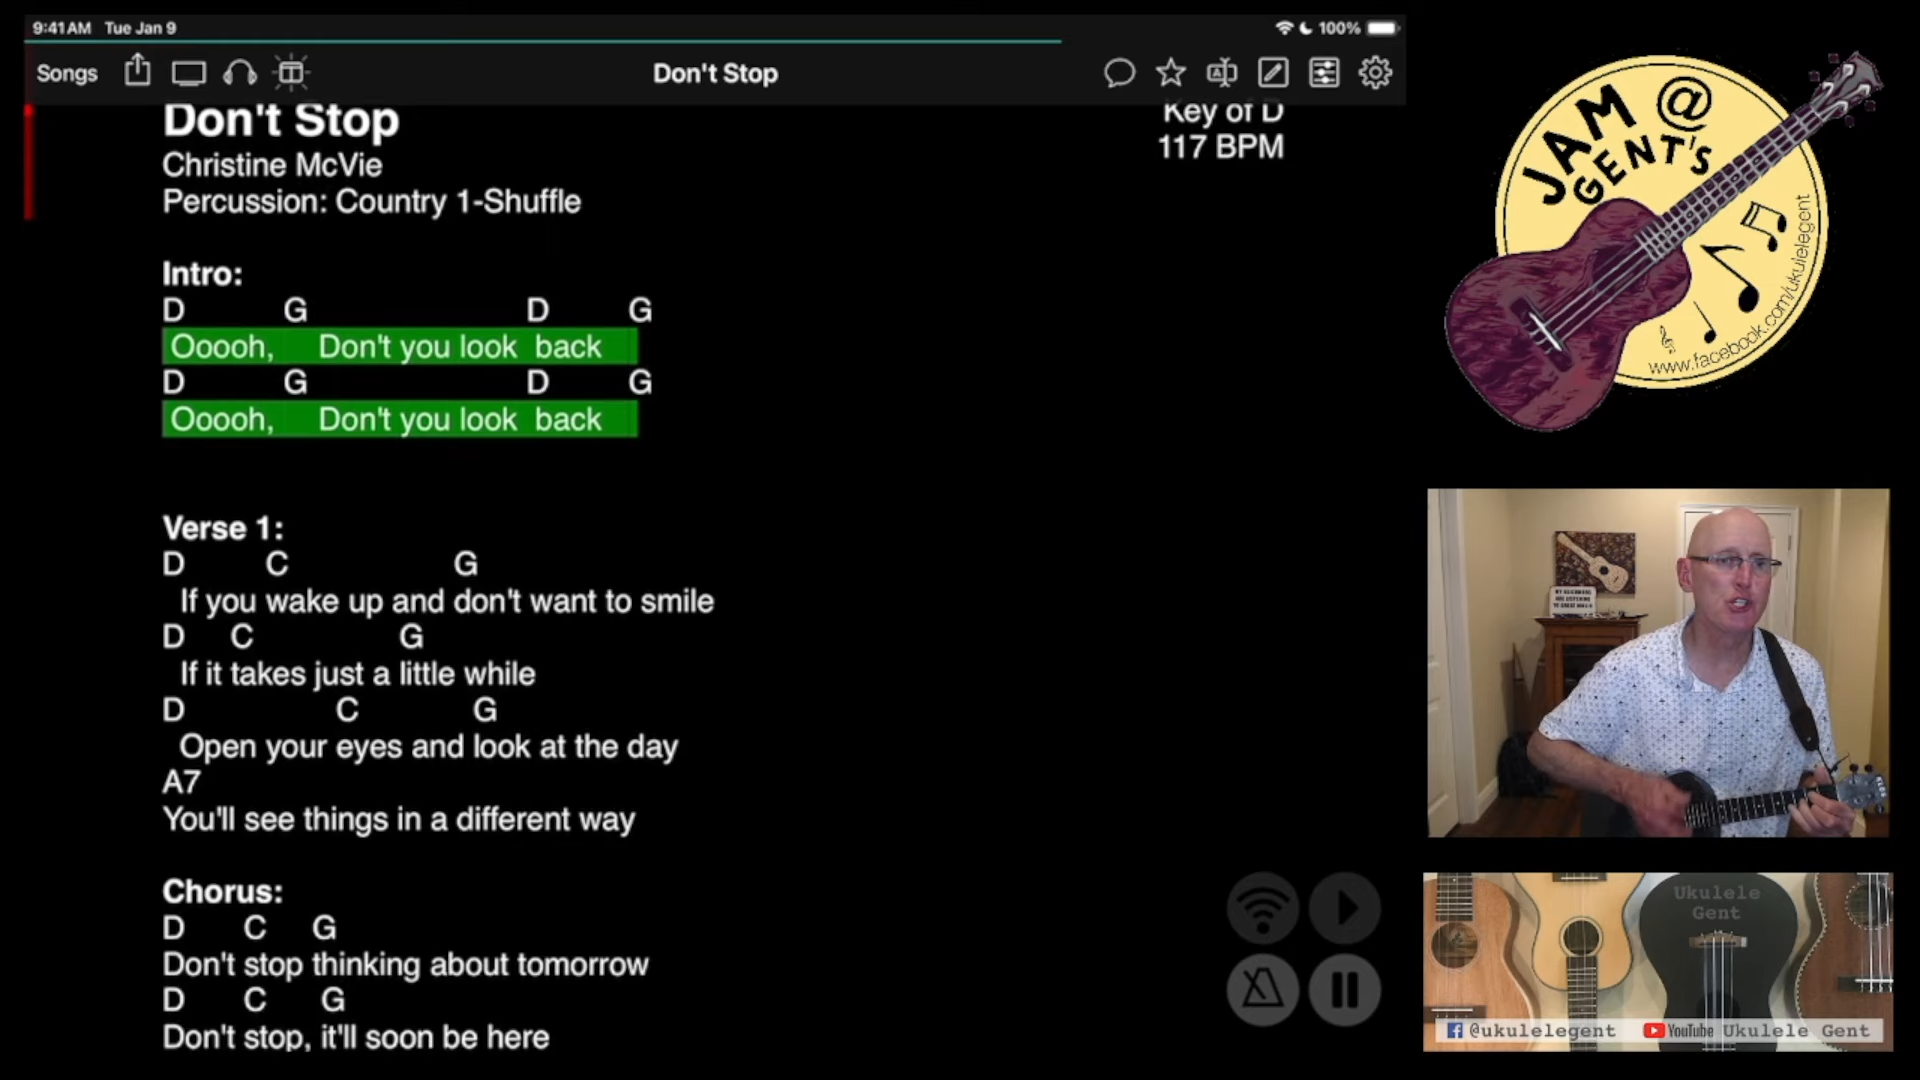 9:41AM Tue Jan 9
100%
Songs
Don't Stop
Don't Stop
Key of D
Christine McVie
117 BPM
Percussion: Country 1-Shuffle
Intro:
D G D G
Ooooh, Don't you look back
D G D G
Ooooh, Don't you look back
Verse 1:
D C G
If you wake up and don't want to smile
D C G
If it takes just a little while
D C G
Open your eyes and look at the day
A7
You'll see things in a different way
Chorus:
D C G
Don't stop thinking about tomorrow
D C G
Don't stop, it'll soon be here
JAM @
GENT'S
www.facebook.com/ukulelegent
Ukulele
Gent
@ukulelegent YouTube Ukulele Gent